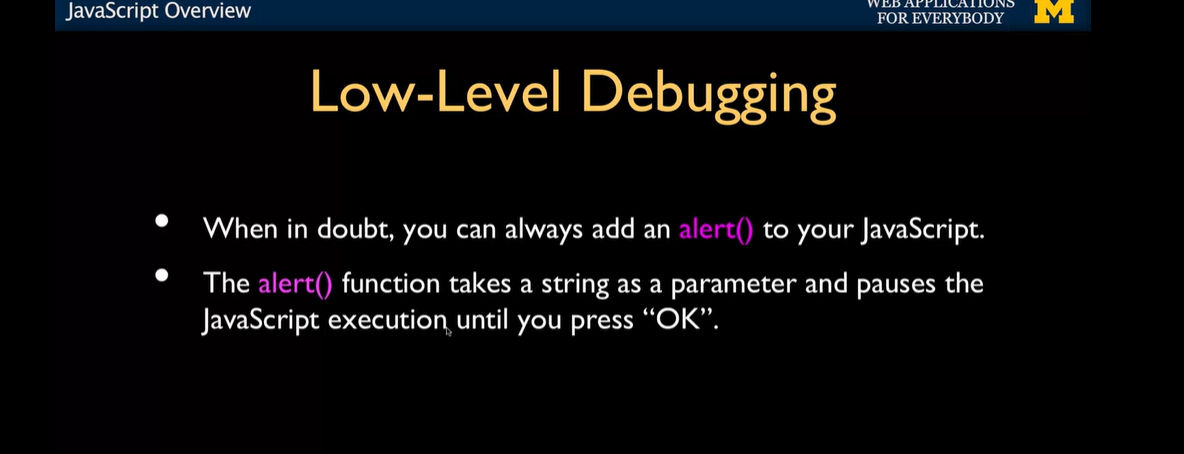 JavaScript Overview
WEB APPLICATIONS
FOR EVERYBODY
M
Low-Level Debugging
• When in doubt, you can always add an alert() to your JavaScript.
• The alert() function takes a string as a parameter and pauses the
JavaScript execution until you press “OK”.